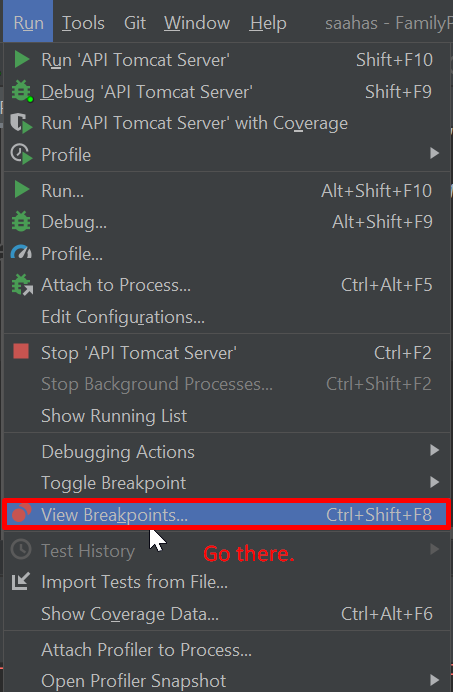 Run Tools Git Window Help saahas - Family
Run 'API Tomcat Server' Shift+F10
Debug 'API Tomcat Server' Shift+F9
Run 'API Tomcat Server' with Coverage
Profile
Run... Alt+Shift+F10
Debug... Alt+Shift+F9
Profile...
Attach to Process... Ctrl+Alt+F5
Edit Configurations...
Stop 'API Tomcat Server' Ctrl+F2
Stop Background Processes... Ctrl+Shift+F2
Show Running List
Debugging Actions
Toggle Breakpoint
View Breakpoints... Ctrl+Shift+F8
Go there.
Test History
Import Tests from File...
Show Coverage Data... Ctrl+Alt+F6
Attach Profiler to Process...
Open Profiler Snapshot